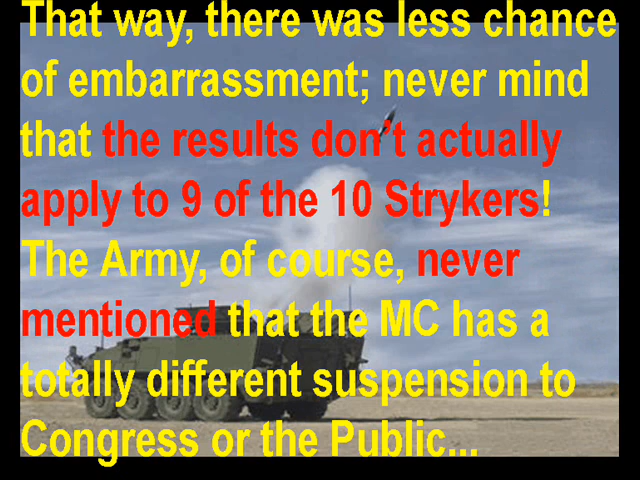 That way, there was less chance
of embarrassment; never mind
that the results don't actually
apply to 9 of the 10 Strykers!
The Army, of course, never
mentioned that the MC has a
totally different suspension to
Congress or the Public...